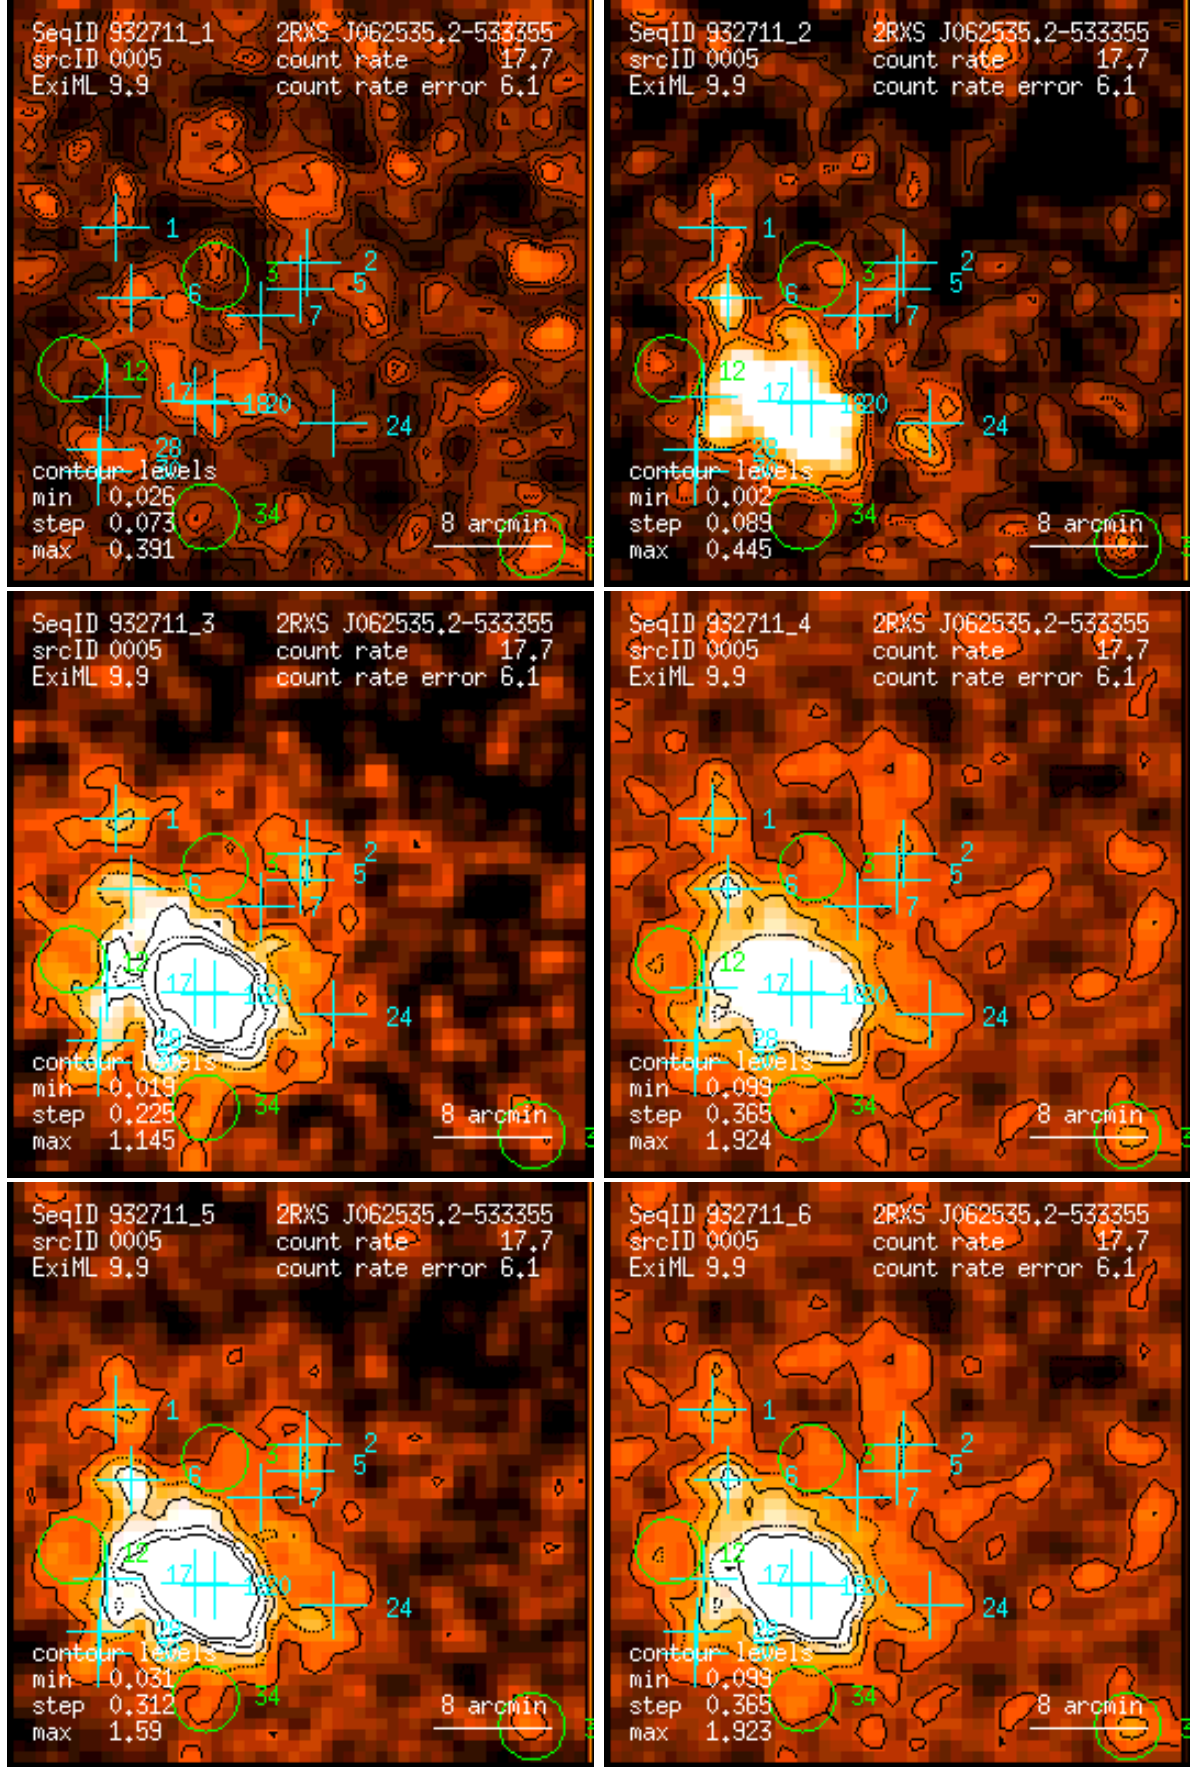 SeqID 932711_1 2RXS J062535.2-533355
srcID 0005 count rate 17.7
ExiML 9.9 count rate error 6.1
1
2
3
5
6
7
12
17
18 20
24
28
contour levels
min 0.026
step 0.073 34 8 arcmin
max 0.391
SeqID 932711_2 2RXS J062535.2-533355
srcID 0005 count rate 17.7
ExiML 9.9 count rate error 6.1
1
2
3
5
6
7
12
17
18 20
24
28
contour levels
min 0.002
step 0.089 34 8 arcmin
max 0.445
SeqID 932711_3 2RXS J062535.2-533355
srcID 0005 count rate 17.7
ExiML 9.9 count rate error 6.1
1
2
3
5
6
7
12
17
18 20
24
28
contour levels
min 0.019
step 0.225 34 8 arcmin
max 1.145
SeqID 932711_4 2RXS J062535.2-533355
srcID 0005 count rate 17.7
ExiML 9.9 count rate error 6.1
1
2
3
5
6
7
12
17
18 20
24
28
contour levels
min 0.099
step 0.365 34 8 arcmin
max 1.924
SeqID 932711_5 2RXS J062535.2-533355
srcID 0005 count rate 17.7
ExiML 9.9 count rate error 6.1
1
2
3
5
6
7
12
17
18 20
24
28
contour levels
min 0.031
step 0.312 34 8 arcmin
max 1.59
SeqID 932711_6 2RXS J062535.2-533355
srcID 0005 count rate 17.7
ExiML 9.9 count rate error 6.1
1
2
3
5
6
7
12
17
18 20
24
28
contour levels
min 0.099
step 0.365 34 8 arcmin
max 1.923